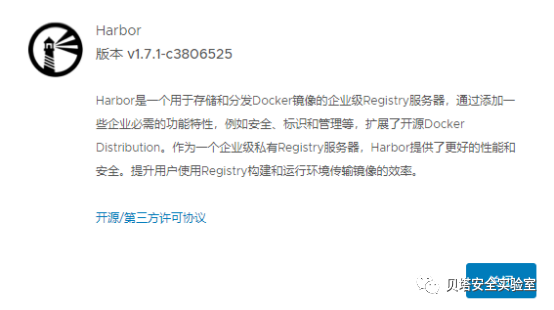 Harbor
版本 v1.7.1-c3806525
Harbor是一个用于存储和分发Docker镜像的企业级Registry服务器，通过添加一
些企业必需的功能特性，例如安全、标识和管理等，扩展了开源Docker
Distribution。作为一个企业级私有Registry服务器，Harbor提供了更好的性能和
安全。提升用户使用Registry构建和运行环境传输镜像的效率。
开源/第三方许可协议
贝塔安全实验室